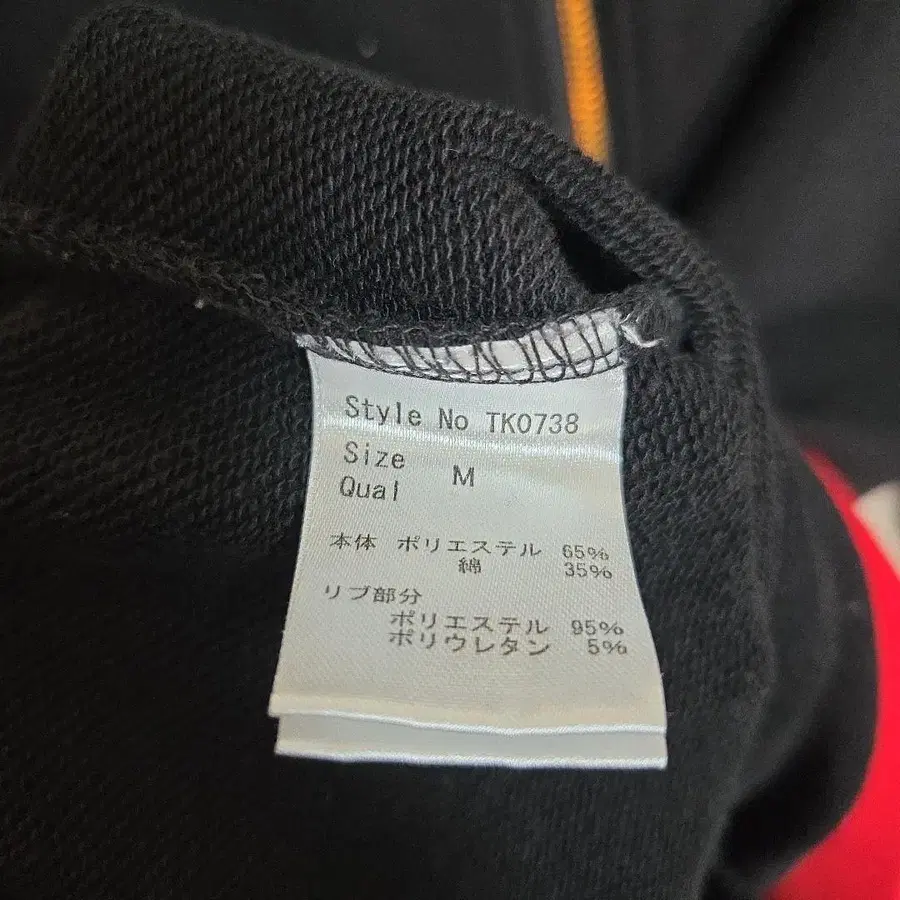 Style No TK0738
Size M
Qual
本体 ポリエステル 65%
綿 35%
リブ部分
ポリエステル 95%
ポリウレタン 5%